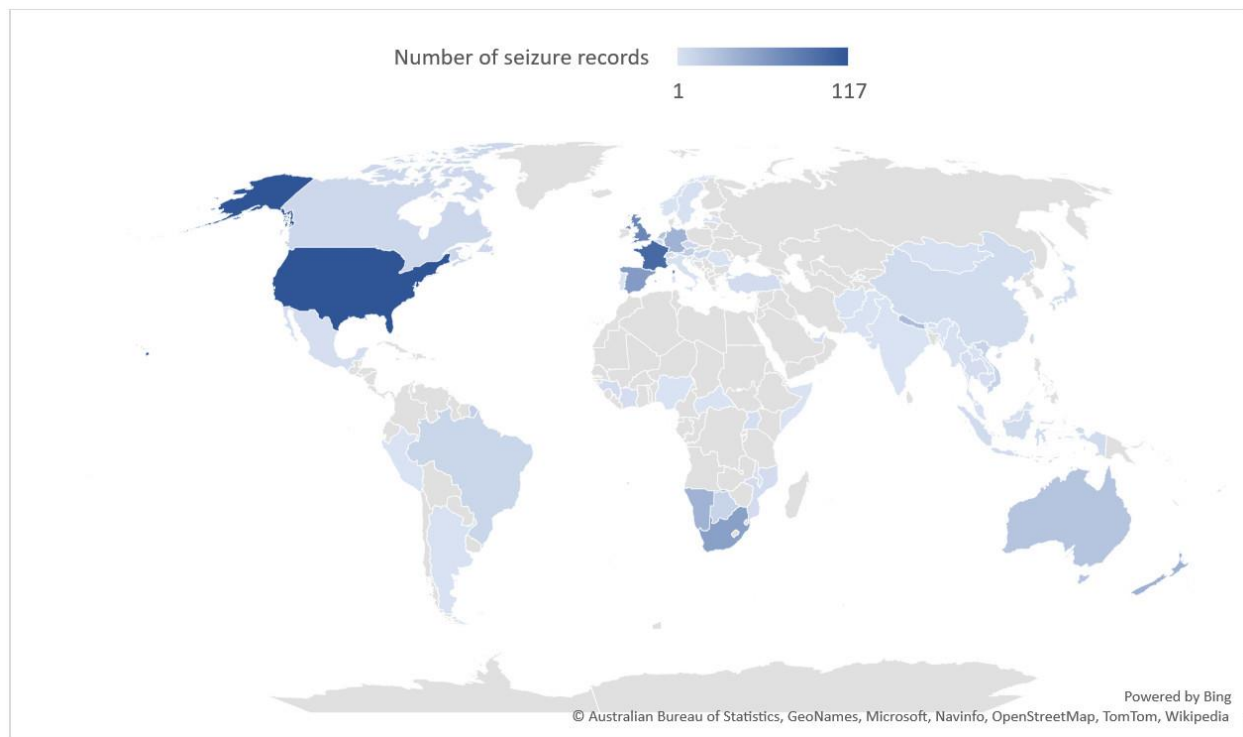 Number of seizure records
1 117
Powered by Bing
© Australian Bureau of Statistics, GeoNames, Microsoft, Navinfo, OpenStreetMap, TomTom, Wikipedia